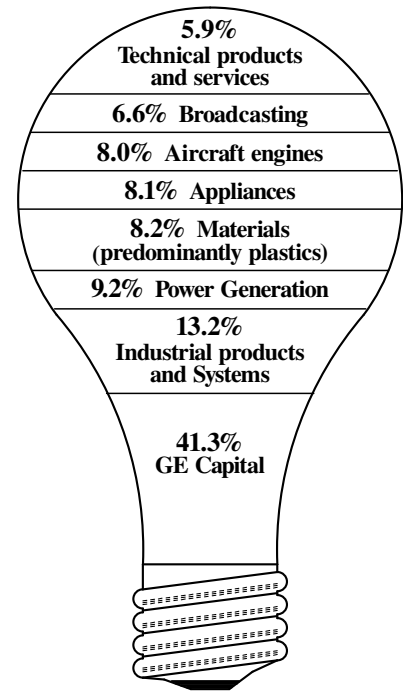 5.9%
Technical products
and services
6.6% Broadcasting
8.0% Aircraft engines
8.1% Appliances
8.2% Materials
(predominantly plastics)
9.2% Power Generation
13.2%
Industrial products
and Systems
41.3%
GE Capital